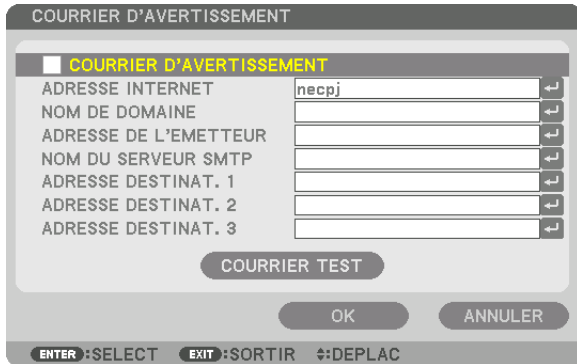 COURRIER D'AVERTISSEMENT
COURRIER D'AVERTISSEMENT
ADRESSE INTERNET necpj
NOM DE DOMAINE
ADRESSE DE L'EMETTEUR
NOM DU SERVEUR SMTP
ADRESSE DESTINAT. 1
ADRESSE DESTINAT. 2
ADRESSE DESTINAT. 3
COURRIER TEST
OK ANNULER
ENTER :SELECT EXIT :SORTIR :DEPLAC